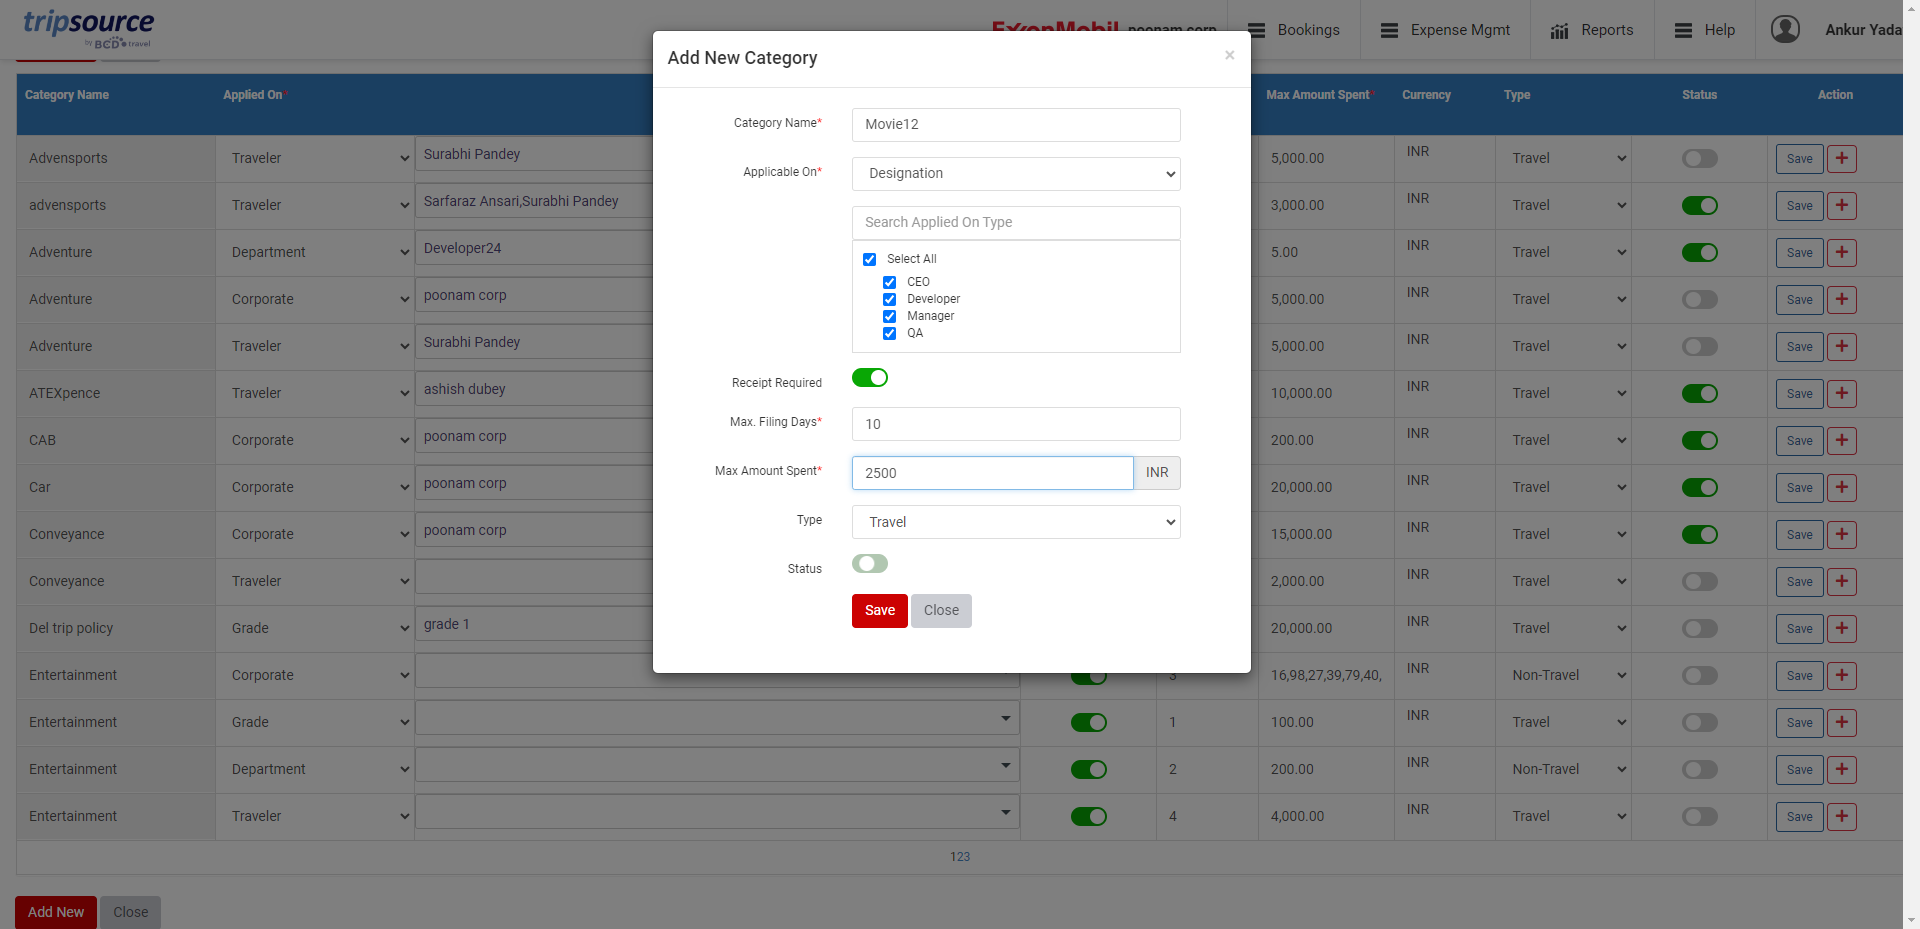 tripsource
by BCD travel
ExxonMobil poonam corp
Bookings
Expense Mgmt
Reports
Help
Ankur Yada
Category Name Applied On* Max Amount Spent* Currency Type Status Action
Advensports Traveler Surabhi Pandey 5,000.00 INR Travel Save
advensports Traveler Sarfaraz Ansari,Surabhi Pandey 3,000.00 INR Travel Save
Adventure Department Developer24 5.00 INR Travel Save
Adventure Corporate poonam corp 5,000.00 INR Travel Save
Adventure Traveler Surabhi Pandey 5,000.00 INR Travel Save
ATEXpence Traveler ashish dubey 10,000.00 INR Travel Save
CAB Corporate poonam corp 200.00 INR Travel Save
Car Corporate poonam corp 20,000.00 INR Travel Save
Conveyance Corporate poonam corp 15,000.00 INR Travel Save
Conveyance Traveler 2,000.00 INR Travel Save
Del trip policy Grade grade 1 20,000.00 INR Travel Save
Entertainment Corporate 3 16,98,27,39,79,40, INR Non-Travel Save
Entertainment Grade 1 100.00 INR Travel Save
Entertainment Department 2 200.00 INR Non-Travel Save
Entertainment Traveler 4 4,000.00 INR Travel Save
123
Add New Close
Add New Category ×
Category Name* Movie12
Applicable On* Designation
Search Applied On Type
Select All
CEO
Developer
Manager
QA
Receipt Required
Max. Filing Days* 10
Max Amount Spent* 2500 INR
Type Travel
Status
Save Close